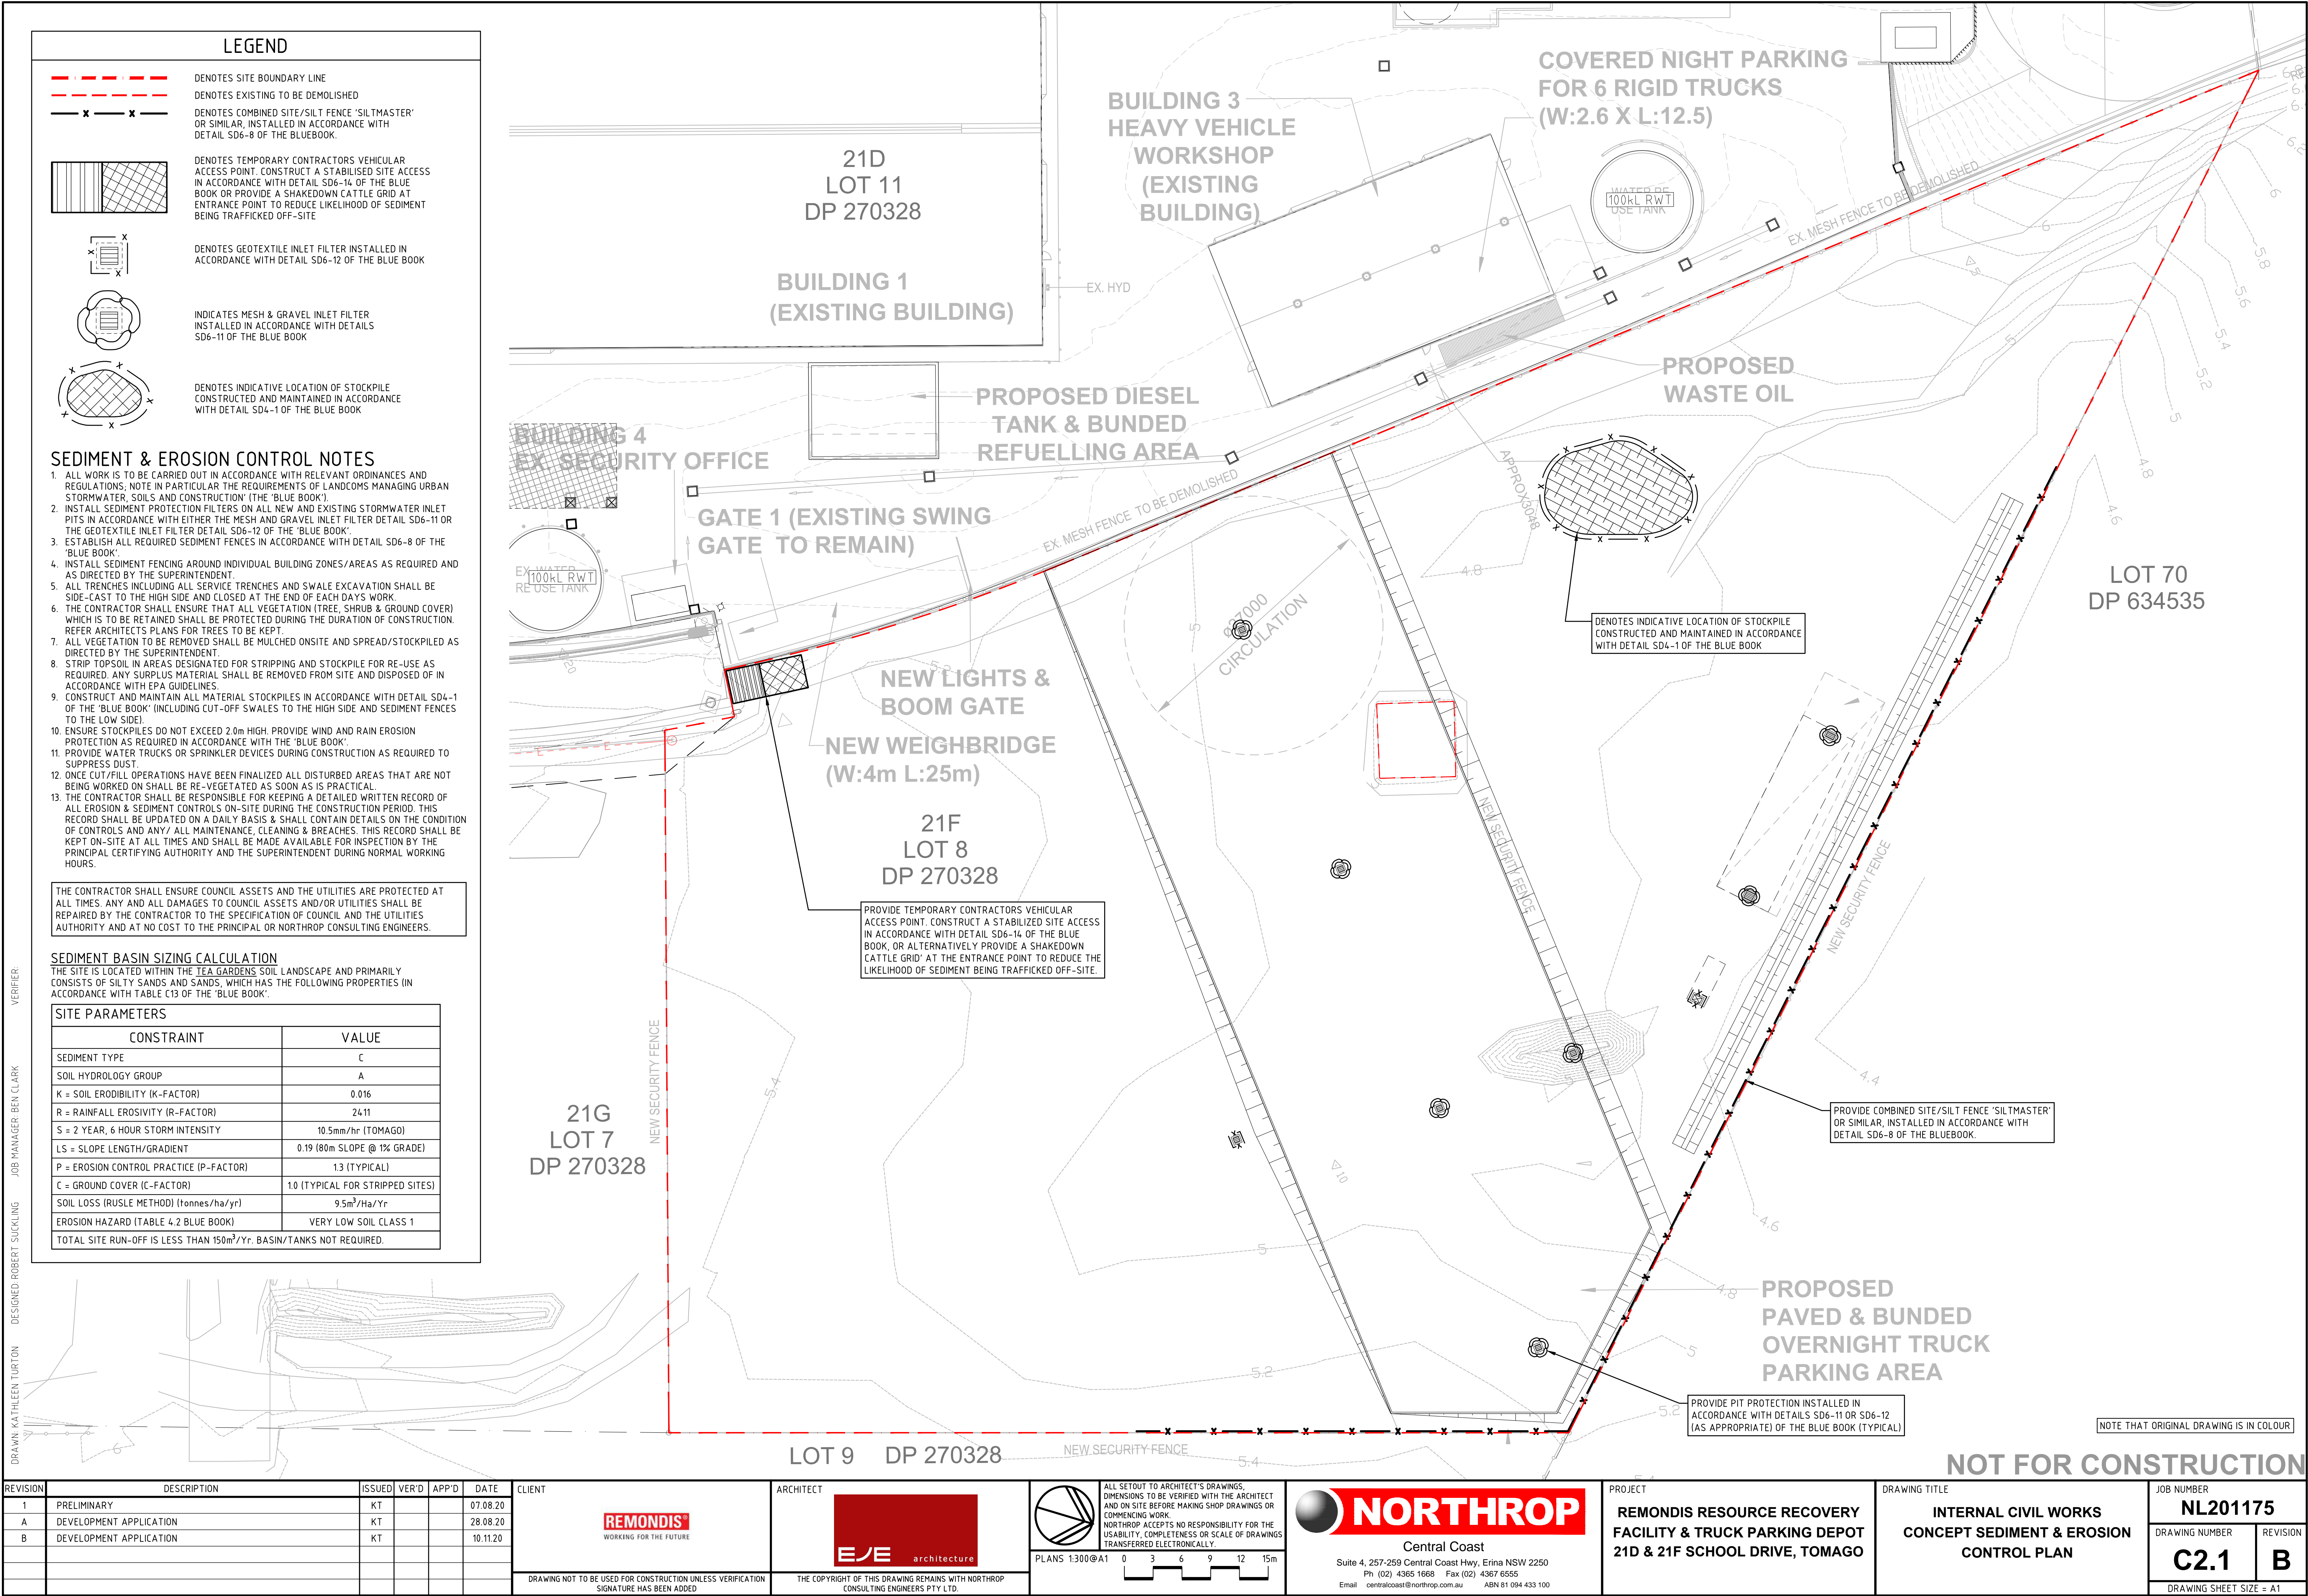 LEGEND
DENOTES SITE BOUNDARY LINE
DENOTES EXISTING TO BE DEMOLISHED
DENOTES COMBINED SITE/SILT FENCE 'SILTMASTER'
OR SIMILAR, INSTALLED IN ACCORDANCE WITH
DETAIL SD6-8 OF THE BLUEBOOK.
DENOTES TEMPORARY CONTRACTORS VEHICULAR
ACCESS POINT. CONSTRUCT A STABILISED SITE ACCESS
IN ACCORDANCE WITH DETAIL SD6-14 OF THE BLUE
BOOK OR PROVIDE A SHAKEDOWN CATTLE GRID AT
ENTRANCE POINT TO REDUCE LIKELIHOOD OF SEDIMENT
BEING TRAFFICKED OFF-SITE
DENOTES GEOTEXTILE INLET FILTER INSTALLED IN
ACCORDANCE WITH DETAIL SD6-12 OF THE BLUE BOOK
INDICATES MESH & GRAVEL INLET FILTER
INSTALLED IN ACCORDANCE WITH DETAILS
SD6-11 OF THE BLUE BOOK
DENOTES INDICATIVE LOCATION OF STOCKPILE
CONSTRUCTED AND MAINTAINED IN ACCORDANCE
WITH DETAIL SD4-1 OF THE BLUE BOOK
SEDIMENT & EROSION CONTROL NOTES
1. ALL WORK IS TO BE CARRIED OUT IN ACCORDANCE WITH RELEVANT ORDINANCES AND
REGULATIONS; NOTE IN PARTICULAR THE REQUIREMENTS OF LANDCOMS MANAGING URBAN
STORMWATER, SOILS AND CONSTRUCTION' (THE 'BLUE BOOK').
2. INSTALL SEDIMENT PROTECTION FILTERS ON ALL NEW AND EXISTING STORMWATER INLET
PITS IN ACCORDANCE WITH EITHER THE MESH AND GRAVEL INLET FILTER DETAIL SD6-11 OR
THE GEOTEXTILE INLET FILTER DETAIL SD6-12 OF THE 'BLUE BOOK'.
3. ESTABLISH ALL REQUIRED SEDIMENT FENCES IN ACCORDANCE WITH DETAIL SD6-8 OF THE
'BLUE BOOK'.
4. INSTALL SEDIMENT FENCING AROUND INDIVIDUAL BUILDING ZONES/AREAS AS REQUIRED AND
AS DIRECTED BY THE SUPERINTENDENT.
5. ALL TRENCHES INCLUDING ALL SERVICE TRENCHES AND SWALE EXCAVATION SHALL BE
SIDE-CAST TO THE HIGH SIDE AND CLOSED AT THE END OF EACH DAYS WORK.
6. THE CONTRACTOR SHALL ENSURE THAT ALL VEGETATION (TREE, SHRUB & GROUND COVER)
WHICH IS TO BE RETAINED SHALL BE PROTECTED DURING THE DURATION OF CONSTRUCTION.
REFER ARCHITECTS PLANS FOR TREES TO BE KEPT.
7. ALL VEGETATION TO BE REMOVED SHALL BE MULCHED ONSITE AND SPREAD/STOCKPILED AS
DIRECTED BY THE SUPERINTENDENT.
8. STRIP TOPSOIL IN AREAS DESIGNATED FOR STRIPPING AND STOCKPILE FOR RE-USE AS
REQUIRED. ANY SURPLUS MATERIAL SHALL BE REMOVED FROM SITE AND DISPOSED OF IN
ACCORDANCE WITH EPA GUIDELINES.
9. CONSTRUCT AND MAINTAIN ALL MATERIAL STOCKPILES IN ACCORDANCE WITH DETAIL SD4-1
OF THE 'BLUE BOOK' (INCLUDING CUT-OFF SWALES TO THE HIGH SIDE AND SEDIMENT FENCES
TO THE LOW SIDE).
10. ENSURE STOCKPILES DO NOT EXCEED 2.0m HIGH. PROVIDE WIND AND RAIN EROSION
PROTECTION AS REQUIRED IN ACCORDANCE WITH THE 'BLUE BOOK'.
11. PROVIDE WATER TRUCKS OR SPRINKLER DEVICES DURING CONSTRUCTION AS REQUIRED TO
SUPPRESS DUST.
12. ONCE CUT/FILL OPERATIONS HAVE BEEN FINALIZED ALL DISTURBED AREAS THAT ARE NOT
BEING WORKED ON SHALL BE RE-VEGETATED AS SOON AS IS PRACTICAL.
13. THE CONTRACTOR SHALL BE RESPONSIBLE FOR KEEPING A DETAILED WRITTEN RECORD OF
ALL EROSION & SEDIMENT CONTROLS ON-SITE DURING THE CONSTRUCTION PERIOD. THIS
RECORD SHALL BE UPDATED ON A DAILY BASIS & SHALL CONTAIN DETAILS ON THE CONDITION
OF CONTROLS AND ANY/ ALL MAINTENANCE, CLEANING & BREACHES. THIS RECORD SHALL BE
KEPT ON-SITE AT ALL TIMES AND SHALL BE MADE AVAILABLE FOR INSPECTION BY THE
PRINCIPAL CERTIFYING AUTHORITY AND THE SUPERINTENDENT DURING NORMAL WORKING
HOURS.
THE CONTRACTOR SHALL ENSURE COUNCIL ASSETS AND THE UTILITIES ARE PROTECTED AT
ALL TIMES. ANY AND ALL DAMAGES TO COUNCIL ASSETS AND/OR UTILITIES SHALL BE
REPAIRED BY THE CONTRACTOR TO THE SPECIFICATION OF COUNCIL AND THE UTILITIES
AUTHORITY AND AT NO COST TO THE PRINCIPAL OR NORTHROP CONSULTING ENGINEERS.
SEDIMENT BASIN SIZING CALCULATION
THE SITE IS LOCATED WITHIN THE TEA GARDENS SOIL LANDSCAPE AND PRIMARILY
CONSISTS OF SILTY SANDS AND SANDS, WHICH HAS THE FOLLOWING PROPERTIES (IN
ACCORDANCE WITH TABLE C13 OF THE 'BLUE BOOK'.
SITE PARAMETERS
CONSTRAINT VALUE
SEDIMENT TYPE C
SOIL HYDROLOGY GROUP A
K = SOIL ERODIBILITY (K-FACTOR) 0.016
R = RAINFALL EROSIVITY (R-FACTOR) 2411
S = 2 YEAR, 6 HOUR STORM INTENSITY 10.5mm/hr (TOMAGO)
LS = SLOPE LENGTH/GRADIENT 0.19 (80m SLOPE @ 1% GRADE)
P = EROSION CONTROL PRACTICE (P-FACTOR) 1.3 (TYPICAL)
C = GROUND COVER (C-FACTOR) 1.0 (TYPICAL FOR STRIPPED SITES)
SOIL LOSS (RUSLE METHOD) (tonnes/ha/yr) 9.5m³/Ha/Yr
EROSION HAZARD (TABLE 4.2 BLUE BOOK) VERY LOW SOIL CLASS 1
TOTAL SITE RUN-OFF IS LESS THAN 150m³/Yr. BASIN/TANKS NOT REQUIRED.
VERIFIER:
JOB MANAGER: BEN CLARK
DESIGNED: ROBERT SUCKLING
DRAWN: KATHLEEN TURTON
21D
LOT 11
DP 270328
BUILDING 1
(EXISTING BUILDING)
EX. HYD
BUILDING 3
HEAVY VEHICLE
WORKSHOP
(EXISTING
BUILDING)
COVERED NIGHT PARKING
FOR 6 RIGID TRUCKS
(W:2.6 X L:12.5)
WATER RE
100kL RWT
USE TANK
EX. MESH FENCE TO BE DEMOLISHED
PROPOSED
WASTE OIL
PROPOSED DIESEL
TANK & BUNDED
REFUELLING AREA
BUILDING 4
EX. SECURITY OFFICE
GATE 1 (EXISTING SWING
GATE TO REMAIN)
EX. MESH FENCE TO BE DEMOLISHED
EX. WATER
100kL RWT
RE USE TANK
APPROX3048
ø27000
CIRCULATION
NEW LIGHTS &
BOOM GATE
NEW WEIGHBRIDGE
(W:4m L:25m)
DENOTES INDICATIVE LOCATION OF STOCKPILE
CONSTRUCTED AND MAINTAINED IN ACCORDANCE
WITH DETAIL SD4-1 OF THE BLUE BOOK
LOT 70
DP 634535
21F
LOT 8
DP 270328
PROVIDE TEMPORARY CONTRACTORS VEHICULAR
ACCESS POINT. CONSTRUCT A STABILIZED SITE ACCESS
IN ACCORDANCE WITH DETAIL SD6-14 OF THE BLUE
BOOK, OR ALTERNATIVELY PROVIDE A SHAKEDOWN
CATTLE GRID' AT THE ENTRANCE POINT TO REDUCE THE
LIKELIHOOD OF SEDIMENT BEING TRAFFICKED OFF-SITE.
NEW SECURITY FENCE
NEW SECURITY FENCE
NEW SECURITY FENCE
21G
LOT 7
DP 270328
PROVIDE COMBINED SITE/SILT FENCE 'SILTMASTER'
OR SIMILAR, INSTALLED IN ACCORDANCE WITH
DETAIL SD6-8 OF THE BLUEBOOK.
PROPOSED
PAVED & BUNDED
OVERNIGHT TRUCK
PARKING AREA
PROVIDE PIT PROTECTION INSTALLED IN
ACCORDANCE WITH DETAILS SD6-11 OR SD6-12
(AS APPROPRIATE) OF THE BLUE BOOK (TYPICAL)
LOT 9 DP 270328
NEW SECURITY FENCE
6.2
6
6
5.8
5.6
5.4
5.2
5
5
4.8
4.6
4.8
5
5.2
5.4
4.4
4.6
4.8
5
5
5.2
5.2
5.4
6
10
NOTE THAT ORIGINAL DRAWING IS IN COLOUR
NOT FOR CONSTRUCTION
REVISION DESCRIPTION ISSUED VER'D APP'D DATE
1 PRELIMINARY KT 07.08.20
A DEVELOPMENT APPLICATION KT 28.08.20
B DEVELOPMENT APPLICATION KT 10.11.20
CLIENT
REMONDIS®
WORKING FOR THE FUTURE
DRAWING NOT TO BE USED FOR CONSTRUCTION UNLESS VERIFICATION
SIGNATURE HAS BEEN ADDED
ARCHITECT
EJE architecture
THE COPYRIGHT OF THIS DRAWING REMAINS WITH NORTHROP
CONSULTING ENGINEERS PTY LTD.
ALL SETOUT TO ARCHITECT'S DRAWINGS,
DIMENSIONS TO BE VERIFIED WITH THE ARCHITECT
AND ON SITE BEFORE MAKING SHOP DRAWINGS OR
COMMENCING WORK.
NORTHROP ACCEPTS NO RESPONSIBILITY FOR THE
USABILITY, COMPLETENESS OR SCALE OF DRAWINGS
TRANSFERRED ELECTRONICALLY.
PLANS 1:300@A1 0 3 6 9 12 15m
NORTHROP
Central Coast
Suite 4, 257-259 Central Coast Hwy, Erina NSW 2250
Ph (02) 4365 1668 Fax (02) 4367 6555
Email centralcoast@northrop.com.au ABN 81 094 433 100
PROJECT
REMONDIS RESOURCE RECOVERY
FACILITY & TRUCK PARKING DEPOT
21D & 21F SCHOOL DRIVE, TOMAGO
DRAWING TITLE
INTERNAL CIVIL WORKS
CONCEPT SEDIMENT & EROSION
CONTROL PLAN
JOB NUMBER
NL201175
DRAWING NUMBER
C2.1
REVISION
B
DRAWING SHEET SIZE = A1